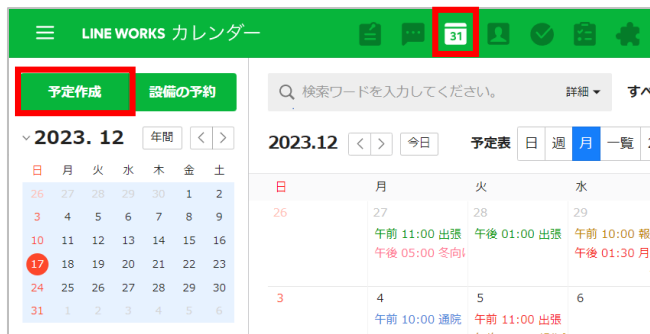 LINE WORKS カレンダー
31
予定作成 設備の予約
検索ワードを入力してください。 詳細
2023. 12 年間 < >
2023.12 < > 今日 予定表 日 週 月 一覧
日 月 火 水 木 金 土
26 27 28 29 30 1 2
3 4 5 6 7 8 9
10 11 12 13 14 15 16
17 18 19 20 21 22 23
24 25 26 27 28 29 30
31 1 2 3 4 5 6
日 月 火 水
26 27 28 29
午前 11:00 出張 午後 01:00 出張 午前 10:00 報
午後 05:00 冬向 午後 01:30 月
3 4 5 6
午前 10:00 通院 午前 11:00 出張